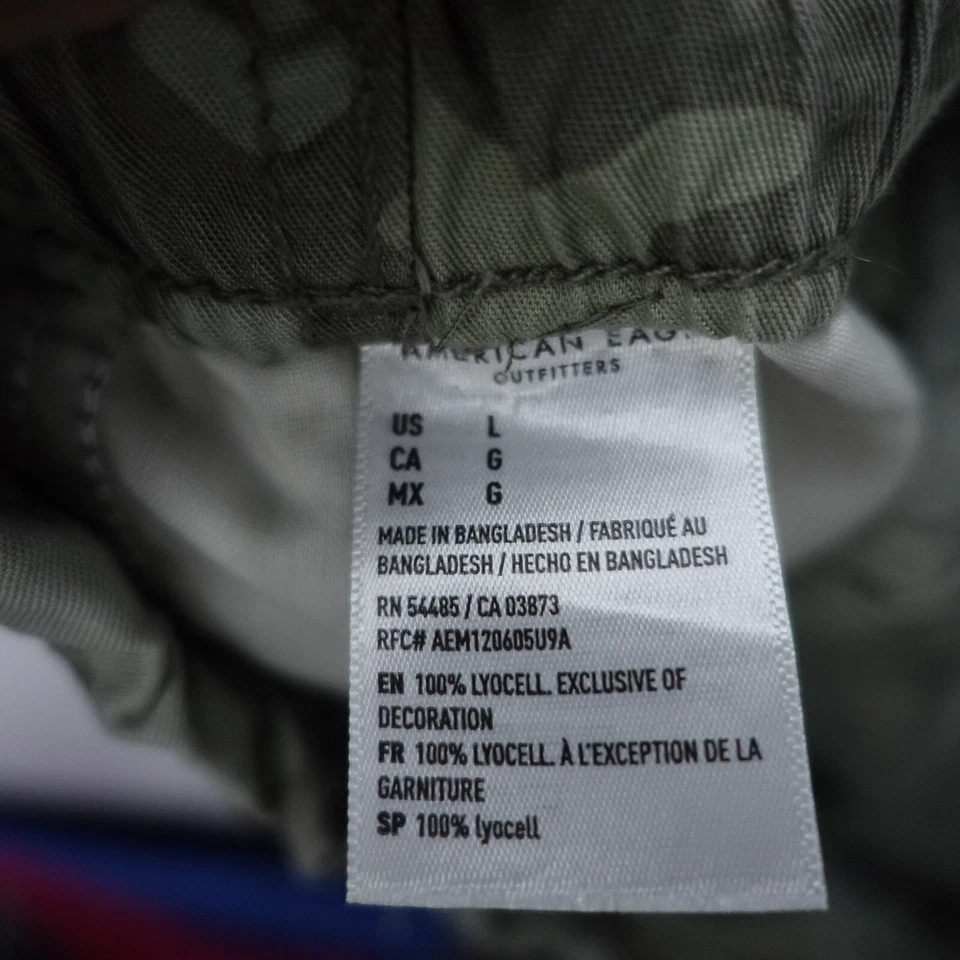 AMERICAN
OUTFITTERS
US L
CA G
MX G
MADE IN BANGLADESH / FABRIQUÉ AU
BANGLADESH / HECHO EN BANGLADESH
RN 54485 / CA 03873
RFC# AEM120605U9A
EN 100% LYOCELL. EXCLUSIVE OF
DECORATION
FR 100% LYOCELL. À L'EXCEPTION DE LA
GARNITURE
SP 100% lyocell